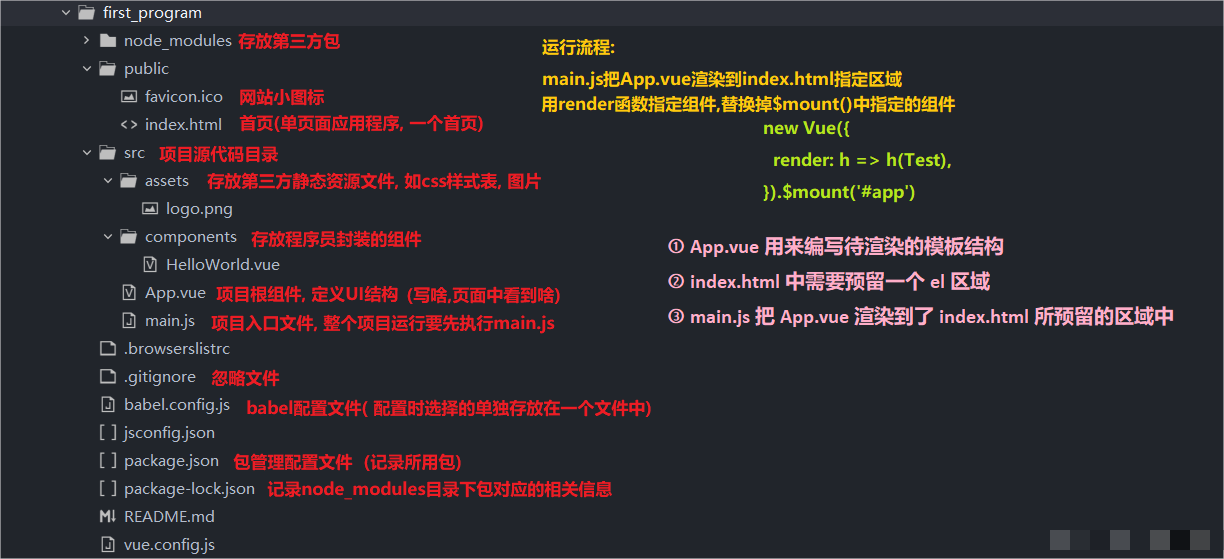 first_program
node_modules 存放第三方包
public
favicon.ico 网站小图标
index.html 首页(单页面应用程序, 一个首页)
src 项目源代码目录
assets 存放第三方静态资源文件, 如css样式表, 图片
logo.png
components 存放程序员封装的组件
HelloWorld.vue
App.vue 项目根组件, 定义UI结构 (写啥,页面中看到啥)
main.js 项目入口文件, 整个项目运行要先执行main.js
.browserslistrc
.gitignore 忽略文件
babel.config.js babel配置文件( 配置时选择的单独存放在一个文件中)
jsconfig.json
package.json 包管理配置文件 (记录所用包)
package-lock.json 记录node_modules目录下包对应的相关信息
README.md
vue.config.js
运行流程:
main.js把App.vue渲染到index.html指定区域
用render函数指定组件,替换掉$mount()中指定的组件
new Vue({
render: h => h(Test),
}).$mount('#app')
① App.vue 用来编写待渲染的模板结构
② index.html 中需要预留一个 el 区域
③ main.js 把 App.vue 渲染到了 index.html 所预留的区域中